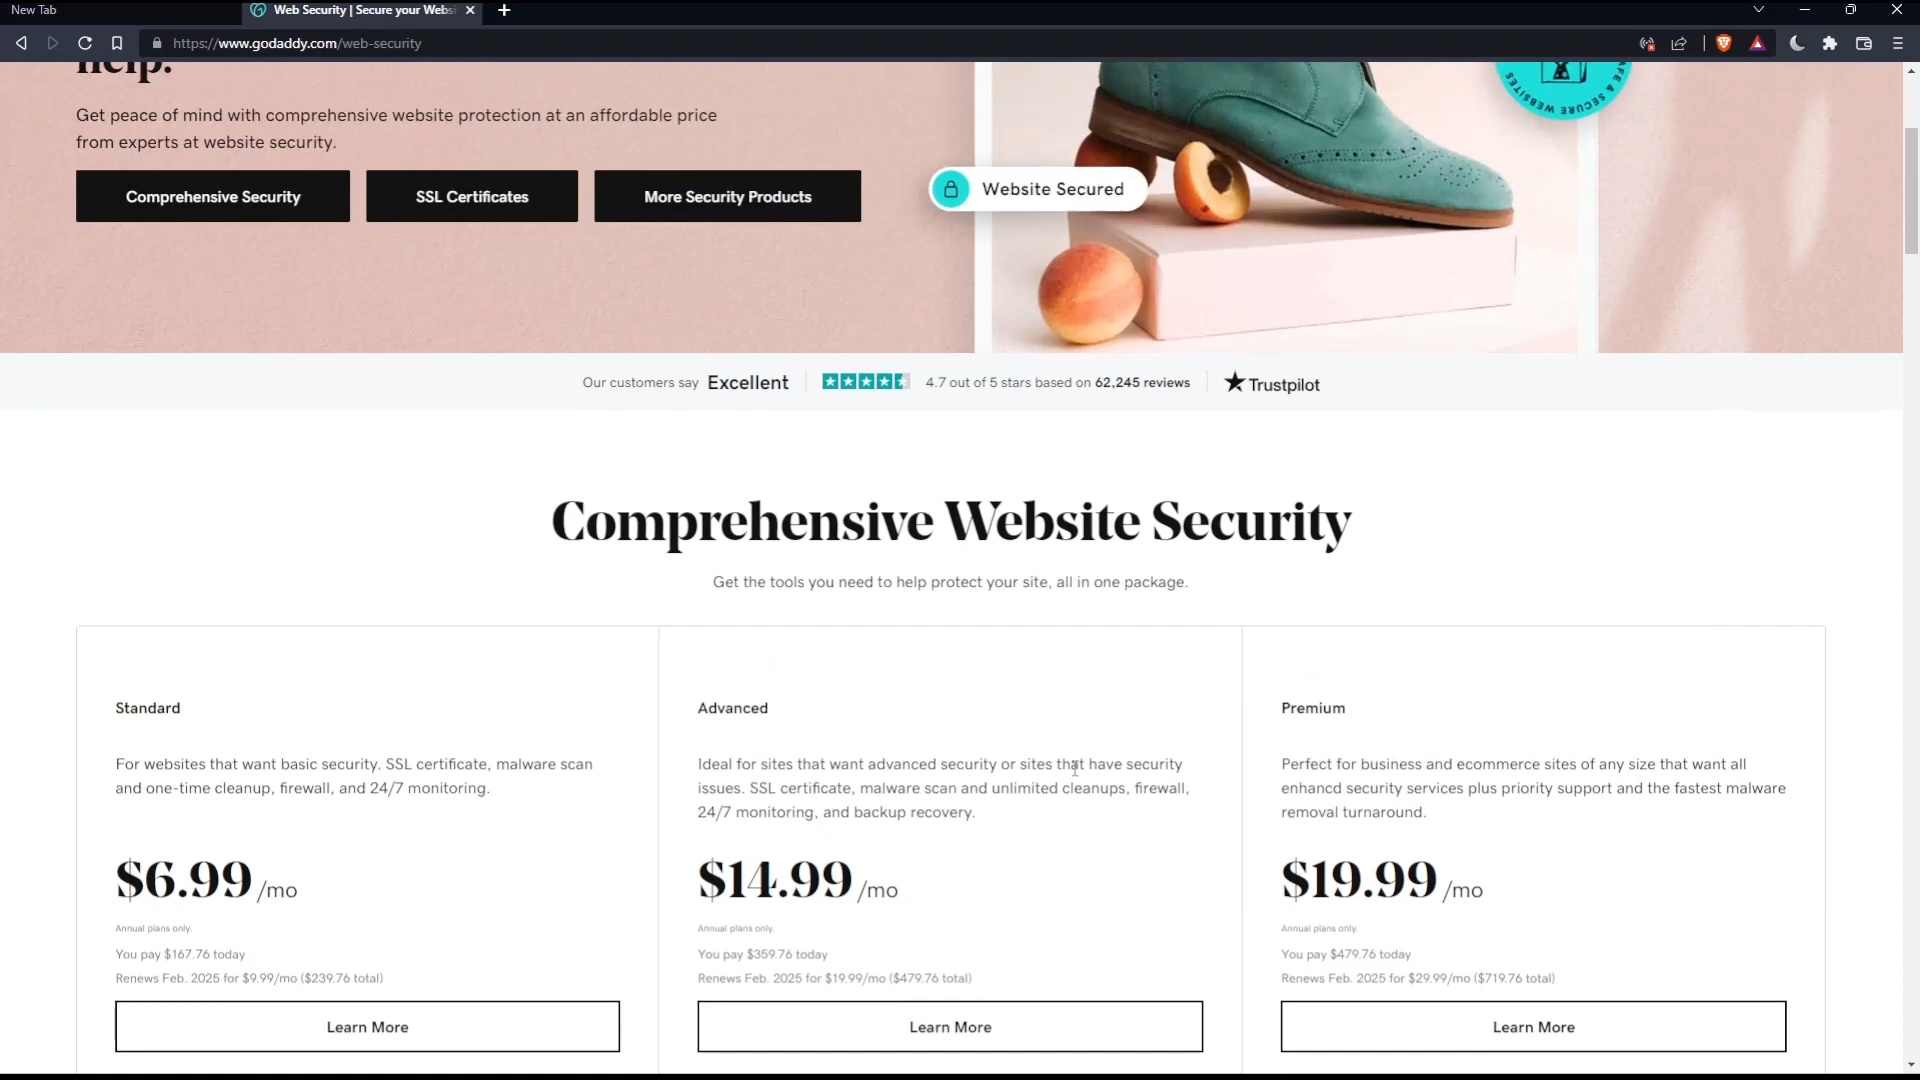 New Tab
Web Security | Secure your Websi
https://www.godaddy.com/web-security
help.
Get peace of mind with comprehensive website protection at an affordable price
from experts at website security.
Comprehensive Security
SSL Certificates
More Security Products
Website Secured
SAFE & SECURE WEBSITES
Our customers say Excellent
4.7 out of 5 stars based on 62,245 reviews
Trustpilot
Comprehensive Website Security
Get the tools you need to help protect your site, all in one package.
Standard
For websites that want basic security. SSL certificate, malware scan
and one-time cleanup, firewall, and 24/7 monitoring.
$6.99 /mo
Annual plans only.
You pay $167.76 today
Renews Feb. 2025 for $9.99/mo ($239.76 total)
Learn More
Advanced
Ideal for sites that want advanced security or sites that have security
issues. SSL certificate, malware scan and unlimited cleanups, firewall,
24/7 monitoring, and backup recovery.
$14.99 /mo
Annual plans only.
You pay $359.76 today
Renews Feb. 2025 for $19.99/mo ($479.76 total)
Learn More
Premium
Perfect for business and ecommerce sites of any size that want all
enhancd security services plus priority support and the fastest malware
removal turnaround.
$19.99 /mo
Annual plans only.
You pay $479.76 today
Renews Feb. 2025 for $29.99/mo ($719.76 total)
Learn More